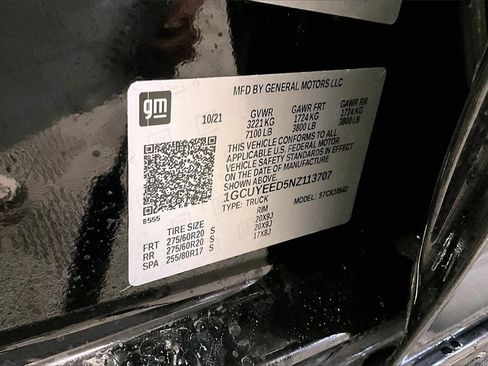 MFD BY GENERAL MOTORS LLC
gm
10/21 GVWR GAWR FRT GAWR RR
3221 KG 1724 KG 1724 KG
7100 LB 3800 LB 3800 LB
THIS VEHICLE CONFORMS TO ALL
APPLICABLE U.S. FEDERAL MOTOR
VEHICLE SAFETY STANDARDS IN EFFECT
ON THE DATE OF MANUFACTURE
SHOWN ABOVE.
1GCUYEED5NZ113707
TYPE: TRUCK MODEL:
8555
TIRE SIZE RIM
FRT 275/60R20 S 20X9J
RR 275/60R20 S 20X9J
SPA 255/80R17 S 17X8J